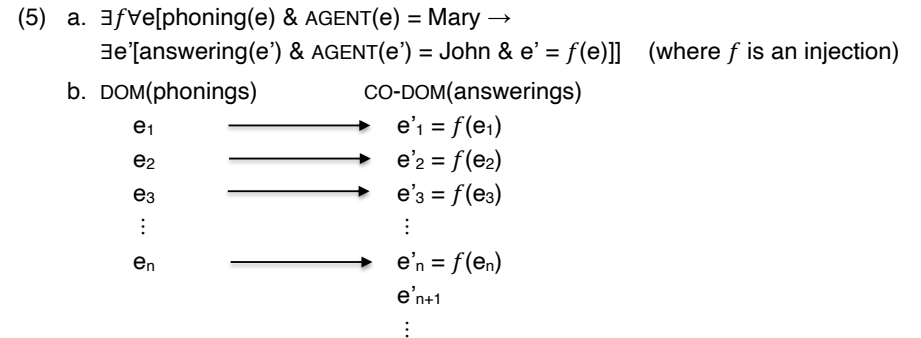 (5) a. ∃f∀e[phoning(e) & AGENT(e) = Mary →
∃e’[answering(e’) & AGENT(e’) = John & e’ = f(e)]] (where f is an injection)
b. DOM(phonings) CO-DOM(answerings)
e₁ ⟶ e’₁ = f(e₁)
e₂ ⟶ e’₂ = f(e₂)
e₃ ⟶ e’₃ = f(e₃)
⋮ ⋮
eₙ ⟶ e’ₙ = f(eₙ)
e’ₙ₊₁
⋮